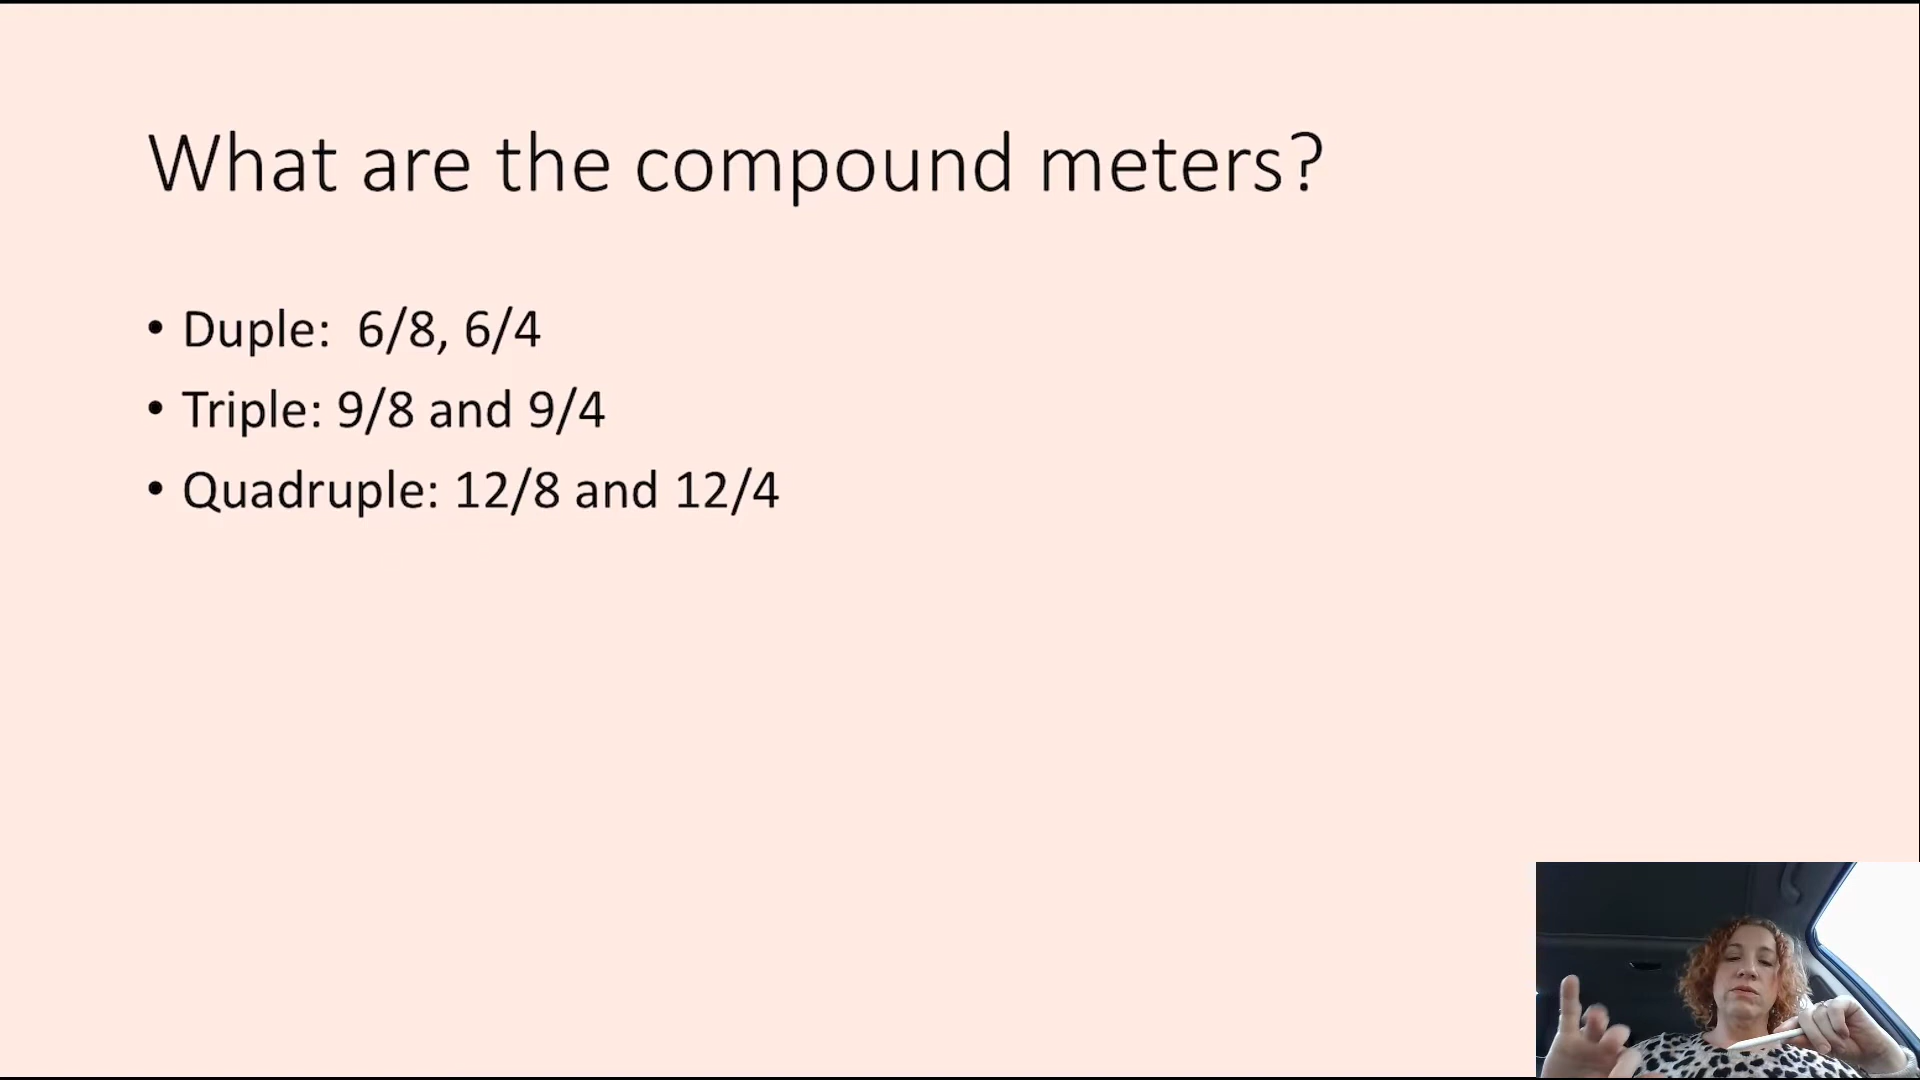 What are the compound meters?
• Duple:  6/8, 6/4
• Triple: 9/8 and 9/4
• Quadruple: 12/8 and 12/4